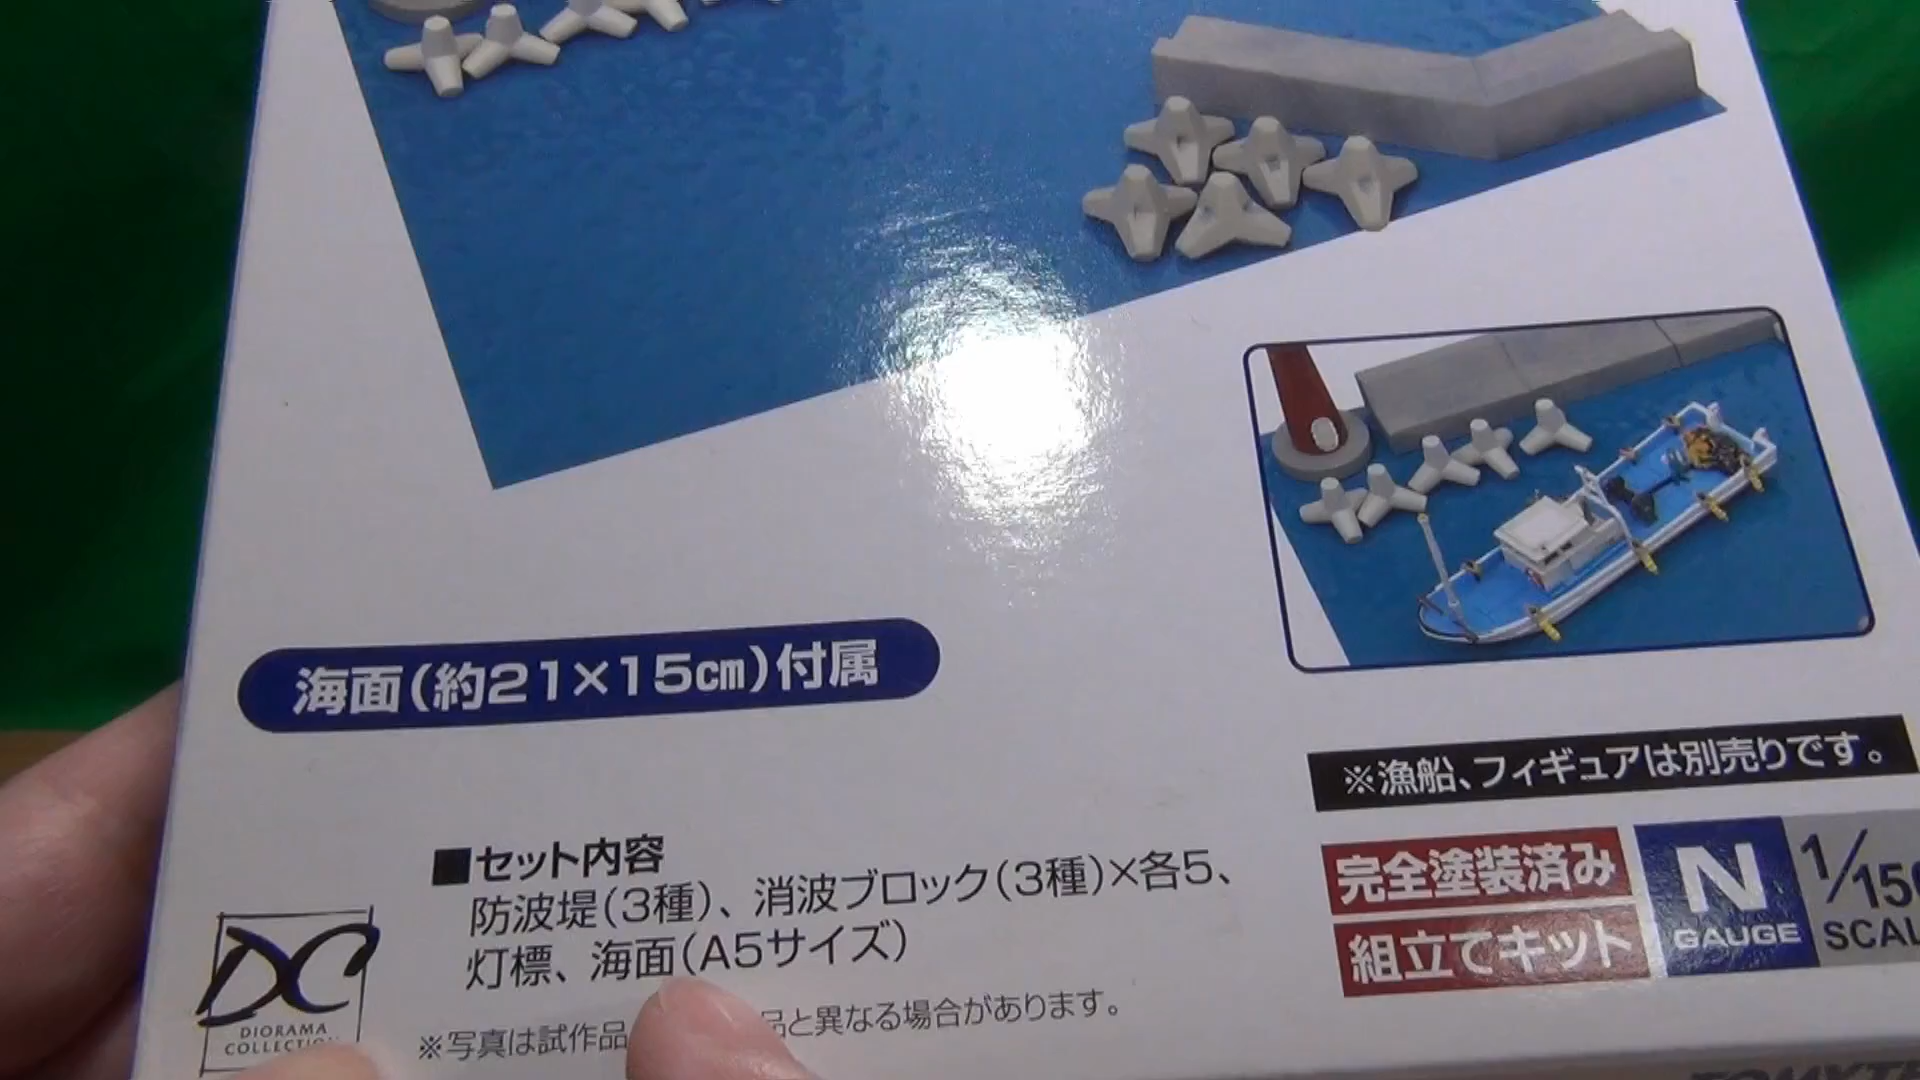 海面(約21×15㎝)付属
※漁船、フィギュアは別売りです。
■セット内容
防波堤(3種)、消波ブロック(3種)×各5、
灯標、海面(A5サイズ)
※写真は試作品
品と異なる場合があります。
完全塗装済み
組立てキット
N
GAUGE
1/150
SCAL
DC
DIORAMA
COLLECTION